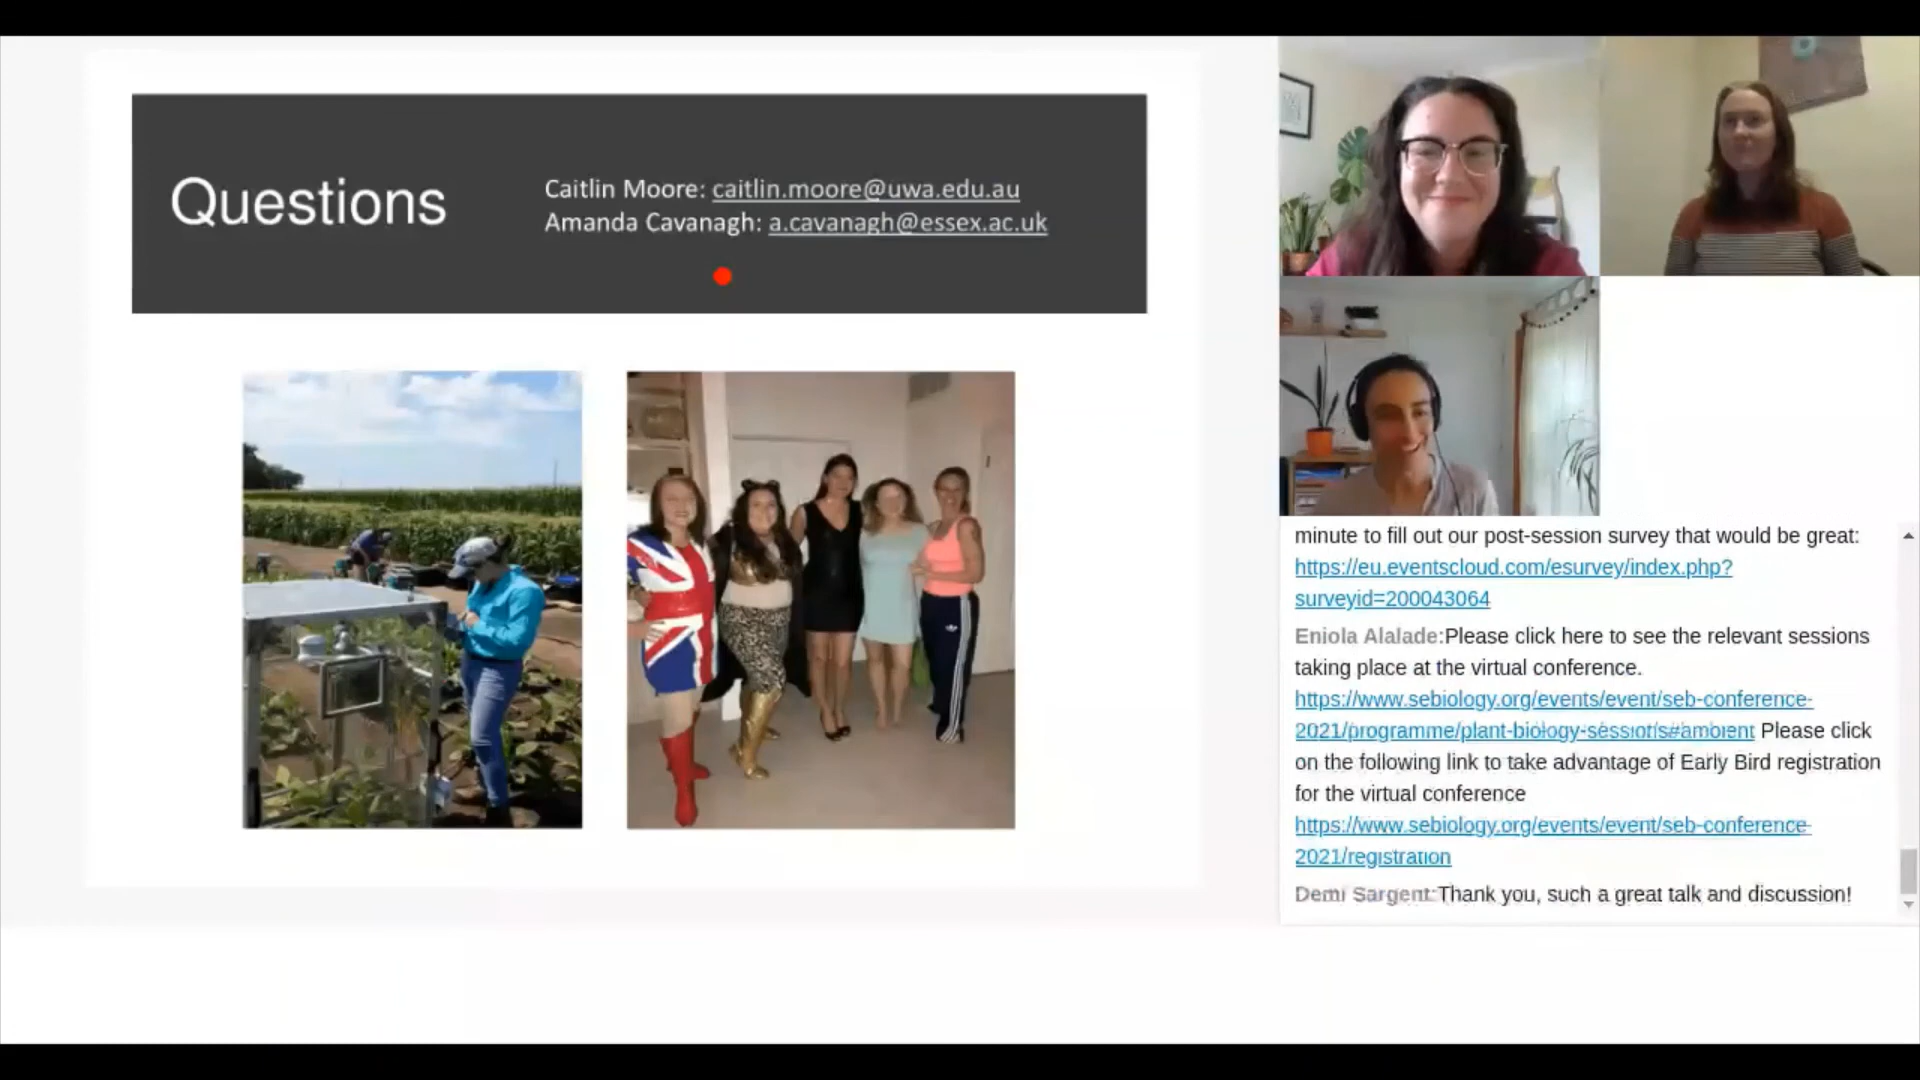 Questions
Caitlin Moore: caitlin.moore@uwa.edu.au
Amanda Cavanagh: a.cavanagh@essex.ac.uk
minute to fill out our post-session survey that would be great:
https://eu.eventscloud.com/esurvey/index.php?
surveyid=200043064
Eniola Alalade:Please click here to see the relevant sessions
taking place at the virtual conference.
https://www.sebiology.org/events/event/seb-conference-
2021/programme/plant-biology-sessions#ambient Please click
on the following link to take advantage of Early Bird registration
for the virtual conference
https://www.sebiology.org/events/event/seb-conference-
2021/registration
Demi Sargent:Thank you, such a great talk and discussion!